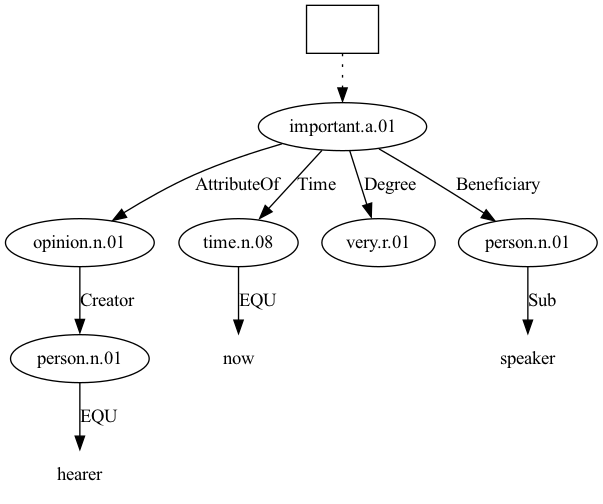 important.a.01
AttributeOf Time Degree Beneficiary
opinion.n.01 time.n.08 very.r.01 person.n.01
Creator EQU Sub
person.n.01 now speaker
EQU
hearer